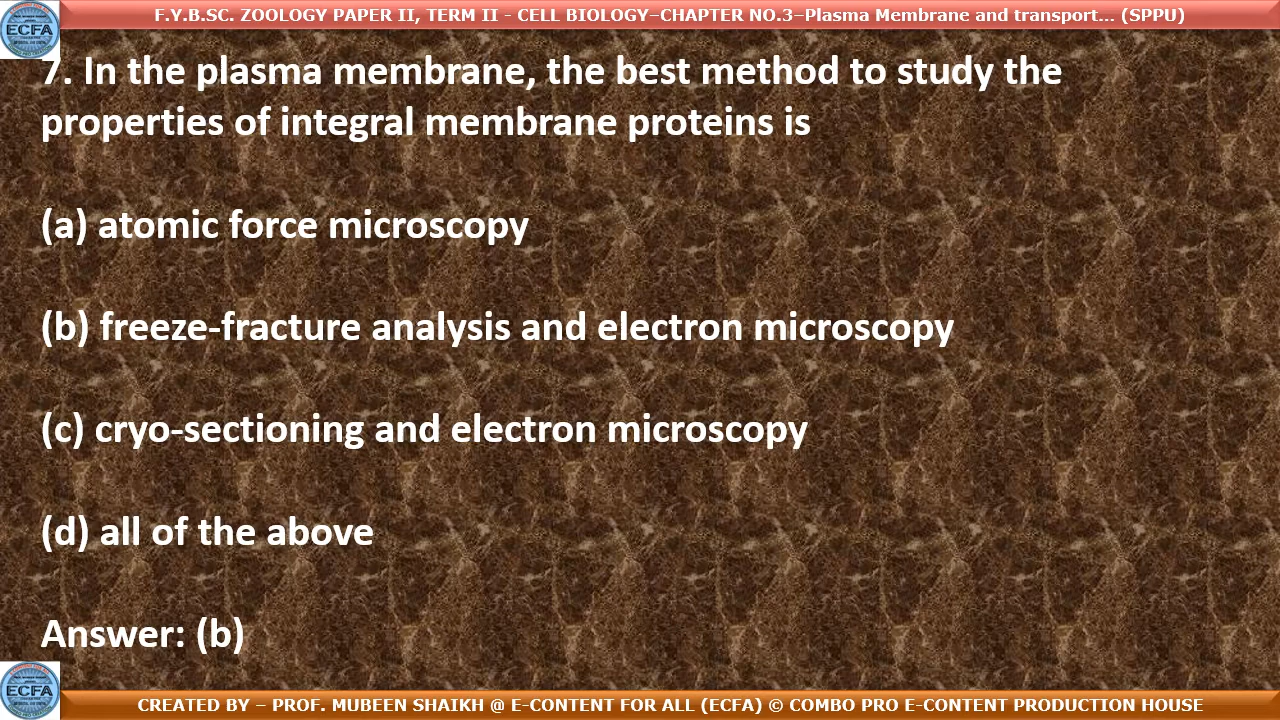 F.Y.B.SC. ZOOLOGY PAPER II, TERM II - CELL BIOLOGY–CHAPTER NO.3–Plasma Membrane and transport... (SPPU)
ECFA
7. In the plasma membrane, the best method to study the
properties of integral membrane proteins is
(a) atomic force microscopy
(b) freeze-fracture analysis and electron microscopy
(c) cryo-sectioning and electron microscopy
(d) all of the above
Answer: (b)
ECFA
CREATED BY – PROF. MUBEEN SHAIKH @ E-CONTENT FOR ALL (ECFA) © COMBO PRO E-CONTENT PRODUCTION HOUSE